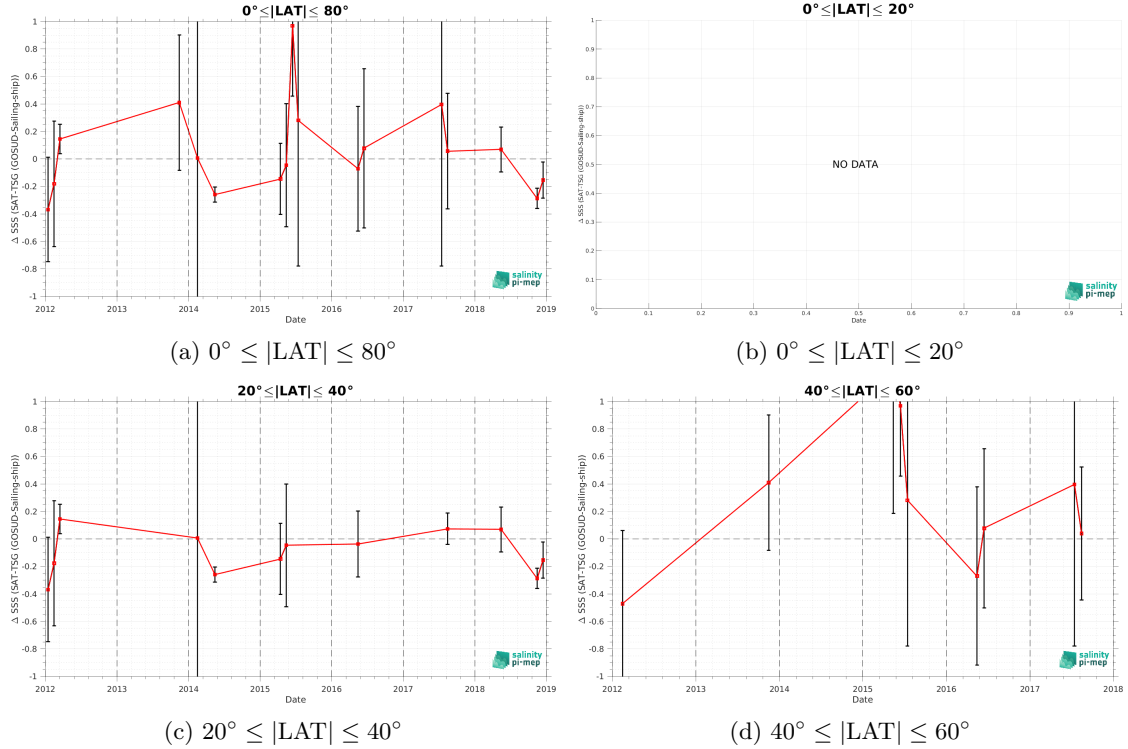 0°≤|LAT|≤ 80°
Δ SSS (SAT-TSG (GOSUD-Sailing-ship))
1
0.8
0.6
0.4
0.2
0
-0.2
-0.4
-0.6
-0.8
-1
2012 2013 2014 2015 2016 2017 2018 2019
Date
salinity
pi-mep
(a) 0° ≤ |LAT| ≤ 80°
0°≤|LAT|≤ 20°
Δ SSS (SAT-TSG (GOSUD-Sailing-ship))
1
0.9
0.8
0.7
0.6
0.5
0.4
0.3
0.2
0.1
0
NO DATA
0 0.1 0.2 0.3 0.4 0.5 0.6 0.7 0.8 0.9 1
Date
salinity
pi-mep
(b) 0° ≤ |LAT| ≤ 20°
20°≤|LAT|≤ 40°
Δ SSS (SAT-TSG (GOSUD-Sailing-ship))
1
0.8
0.6
0.4
0.2
0
-0.2
-0.4
-0.6
-0.8
-1
2012 2013 2014 2015 2016 2017 2018 2019
Date
salinity
pi-mep
(c) 20° ≤ |LAT| ≤ 40°
40°≤|LAT|≤ 60°
Δ SSS (SAT-TSG (GOSUD-Sailing-ship))
1
0.8
0.6
0.4
0.2
0
-0.2
-0.4
-0.6
-0.8
-1
2012 2013 2014 2015 2016 2017 2018
Date
salinity
pi-mep
(d) 40° ≤ |LAT| ≤ 60°